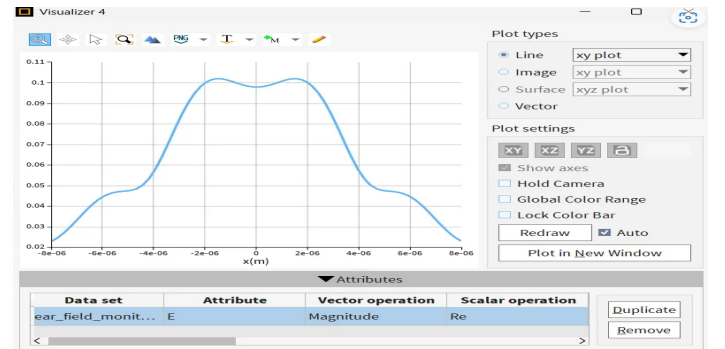 Visualizer 4
PNG
T
M
Plot types
Line
xy plot
Image
xy plot
Surface
xyz plot
Vector
Plot settings
XY
XZ
YZ
Show axes
Hold Camera
Global Color Range
Lock Color Bar
Redraw
Auto
Plot in New Window
0.11
0.1
0.09
0.08
0.07
0.06
0.05
0.04
0.03
0.02
-8e-06 -6e-06 -4e-06 -2e-06 0 2e-06 4e-06 6e-06 8e-06
x(m)
Attributes
Data set Attribute Vector operation Scalar operation
ear_field_monit... E Magnitude Re
Duplicate
Remove
< >